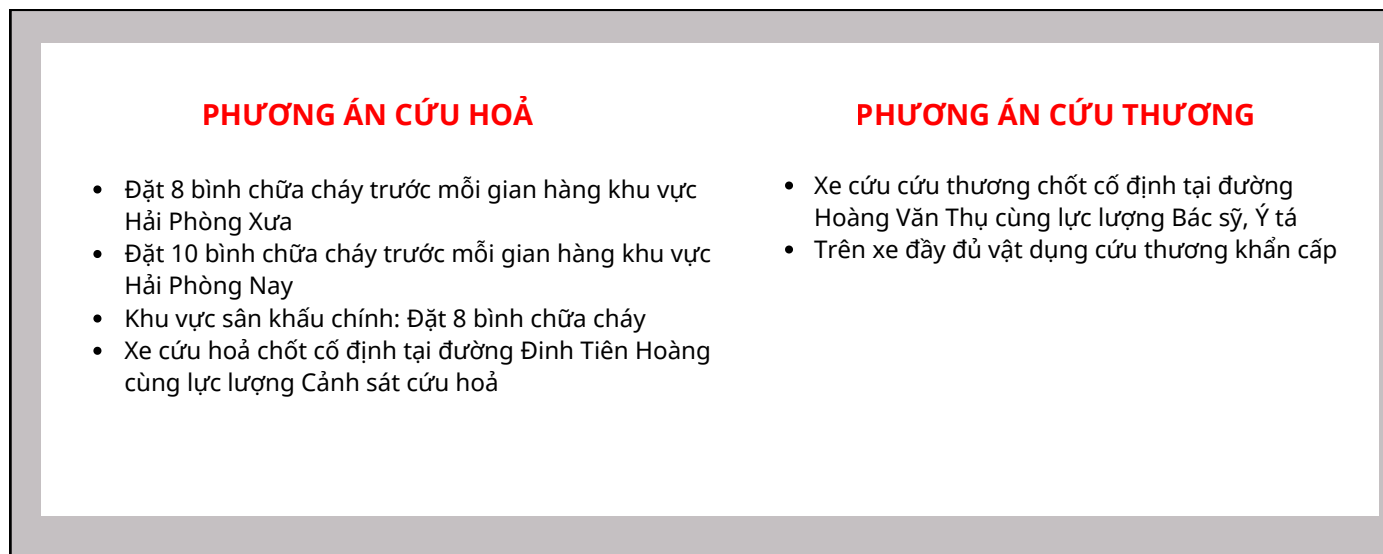 PHƯƠNG ÁN CỨU HOẢ
• Đặt 8 bình chữa cháy trước mỗi gian hàng khu vực
Hải Phòng Xưa
• Đặt 10 bình chữa cháy trước mỗi gian hàng khu vực
Hải Phòng Nay
• Khu vực sân khấu chính: Đặt 8 bình chữa cháy
• Xe cứu hoả chốt cố định tại đường Đinh Tiên Hoàng
cùng lực lượng Cảnh sát cứu hoả
PHƯƠNG ÁN CỨU THƯƠNG
• Xe cứu cứu thương chốt cố định tại đường
Hoàng Văn Thụ cùng lực lượng Bác sỹ, Ý tá
• Trên xe đầy đủ vật dụng cứu thương khẩn cấp